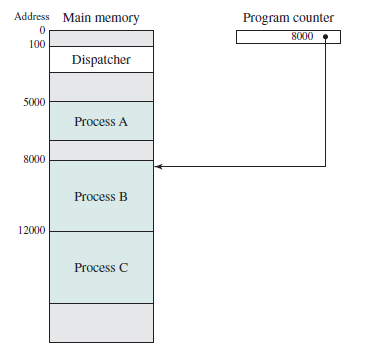 Address Main memory Program counter
0
8000
100
Dispatcher
5000
Process A
8000
Process B
12000
Process C